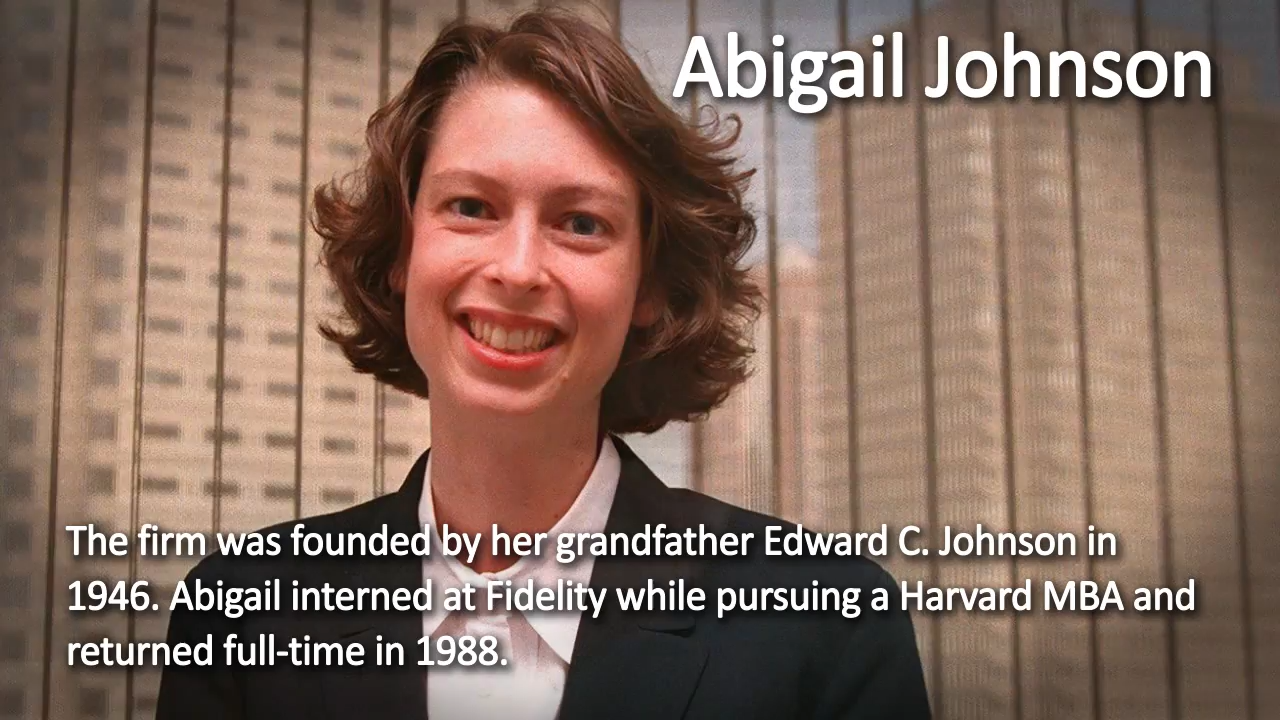 Abigail Johnson
The firm was founded by her grandfather Edward C. Johnson in
1946. Abigail interned at Fidelity while pursuing a Harvard MBA and
returned full-time in 1988.